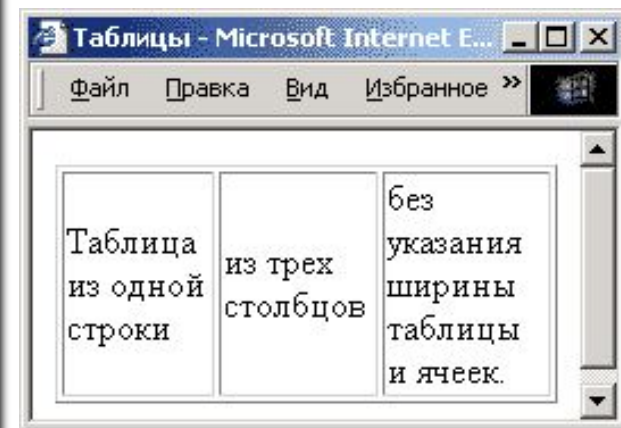 Таблицы - Microsoft Internet E...
Файл Правка Вид Избранное »
Таблица
из одной
строки
из трех
столбцов
без
указания
ширины
таблицы
и ячеек.